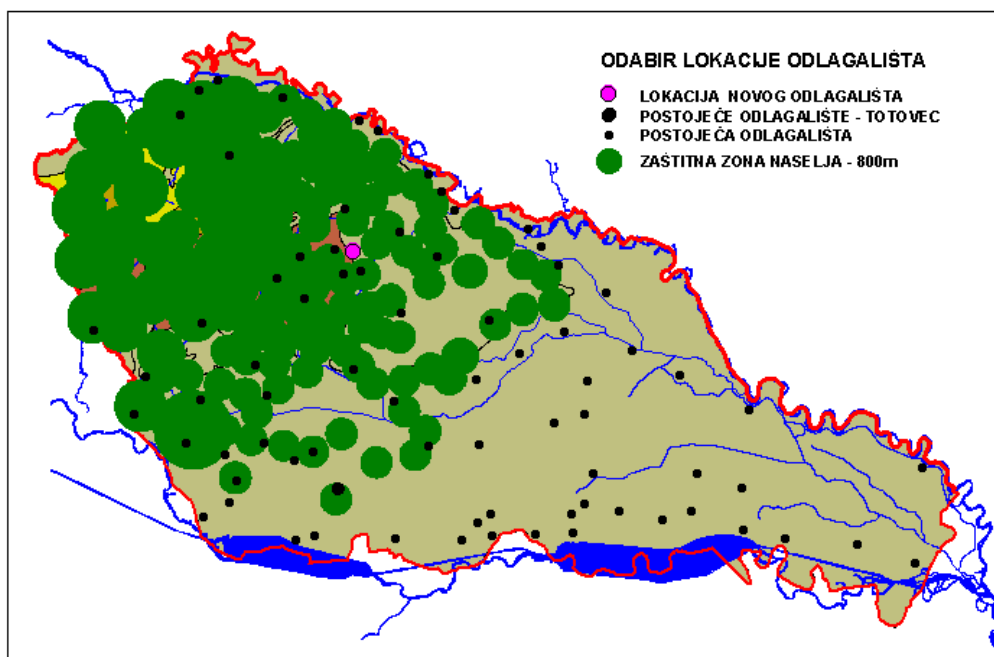 ODABIR LOKACIJE ODLAGALIŠTA
LOKACIJA NOVOG ODLAGALIŠTA
POSTOJEĆE ODLAGALIŠTE - TOTOVEC
POSTOJEĆA ODLAGALIŠTA
ZAŠTITNA ZONA NASELJA - 800m